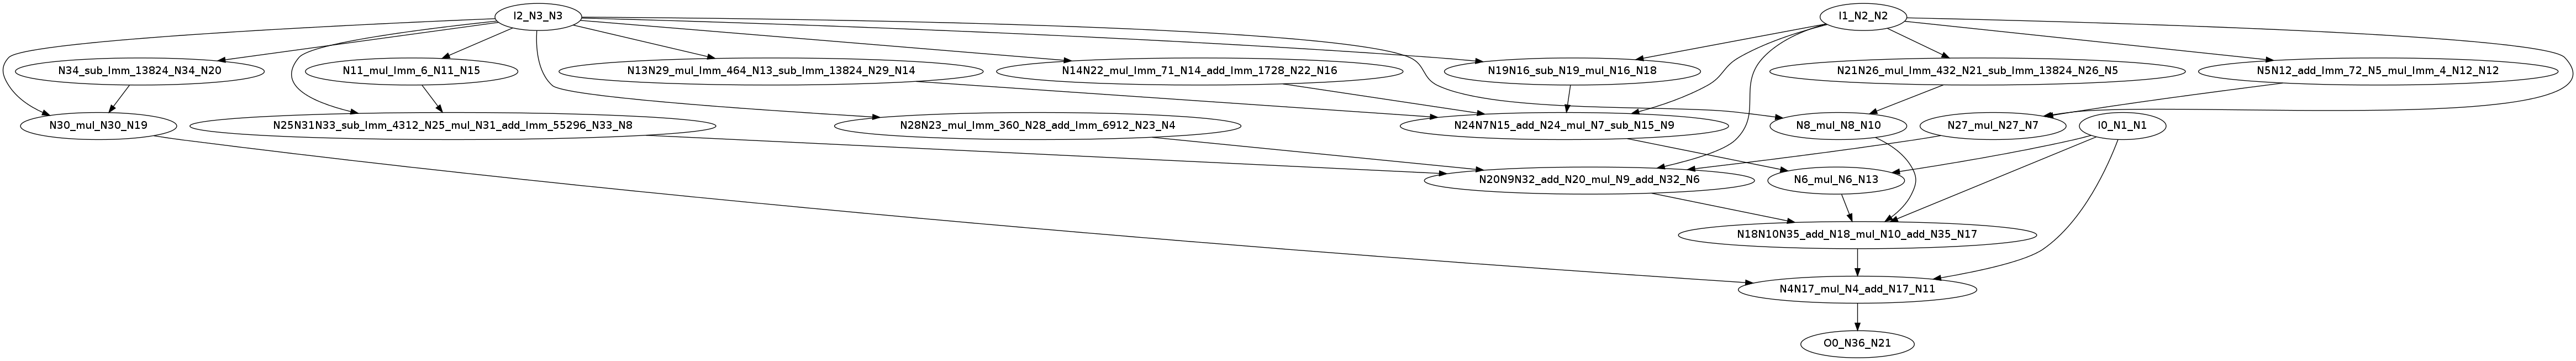 I2_N3_N3
I1_N2_N2
N34_sub_Imm_13824_N34_N20
N11_mul_Imm_6_N11_N15
N13N29_mul_Imm_464_N13_sub_Imm_13824_N29_N14
N14N22_mul_Imm_71_N14_add_Imm_1728_N22_N16
N19N16_sub_N19_mul_N16_N18
N21N26_mul_Imm_432_N21_sub_Imm_13824_N26_N5
N5N12_add_Imm_72_N5_mul_Imm_4_N12_N12
N30_mul_N30_N19
N25N31N33_sub_Imm_4312_N25_mul_N31_add_Imm_55296_N33_N8
N28N23_mul_Imm_360_N28_add_Imm_6912_N23_N4
N24N7N15_add_N24_mul_N7_sub_N15_N9
N8_mul_N8_N10
N27_mul_N27_N7
I0_N1_N1
N20N9N32_add_N20_mul_N9_add_N32_N6
N6_mul_N6_N13
N18N10N35_add_N18_mul_N10_add_N35_N17
N4N17_mul_N4_add_N17_N11
O0_N36_N21